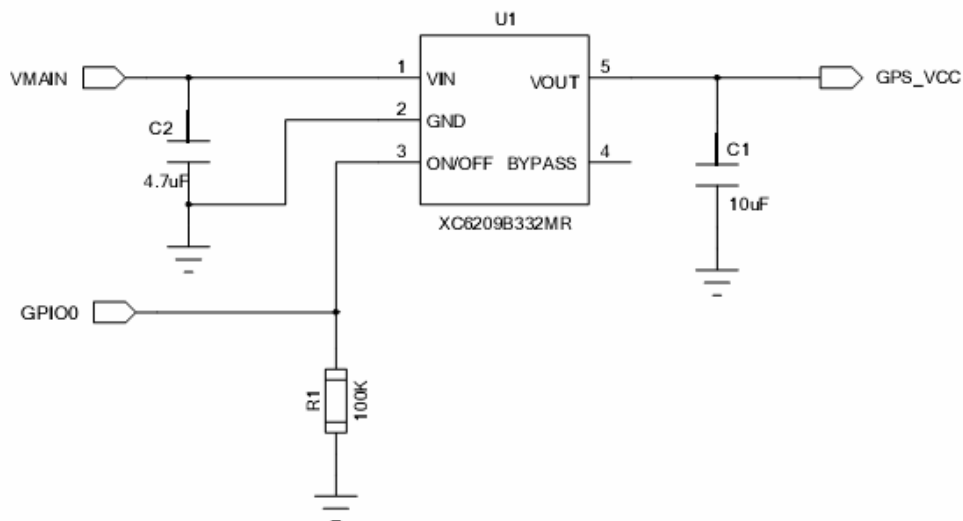 U1
VMAIN
1
VIN
VOUT
5
GPS_VCC
2
GND
C2
4.7uF
3
ON/OFF
BYPASS
4
C1
10uF
XC6209B332MR
GPIO0
R1
100K